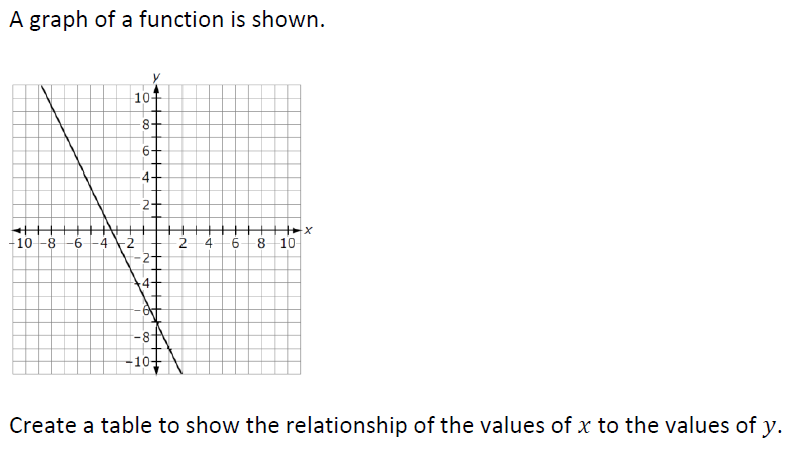 A graph of a function is shown.
y
10
8
6
4
2
x
-10 -8 -6 -4 -2 2 4 6 8 10
-2
-4
-6
-8
-10
Create a table to show the relationship of the values of x to the values of y.